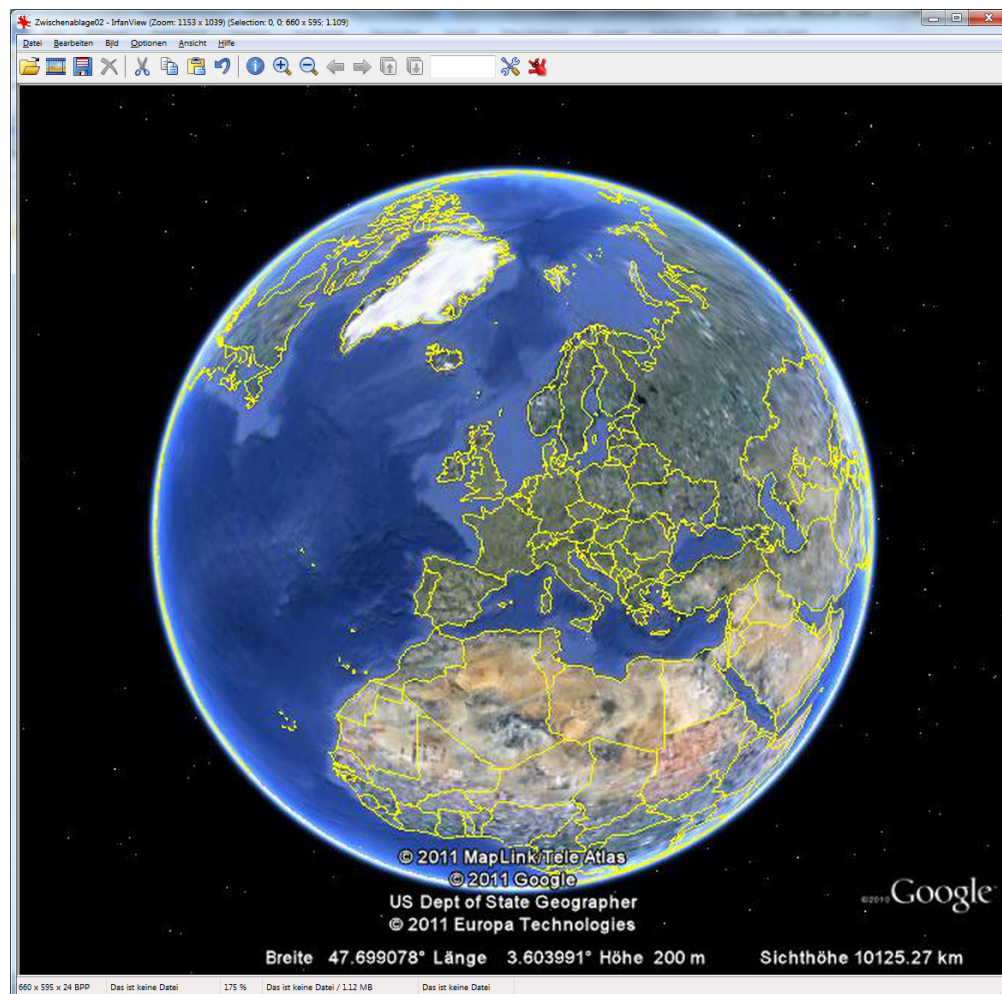 Zwischenablage02 - IrfanView (Zoom: 1153 x 1039) (Selection: 0, 0; 660 x 595; 1.109)
Datei Bearbeiten Bild Optionen Ansicht Hilfe
© 2011 MapLink/Tele Atlas
© 2011 Google
US Dept of State Geographer
© 2011 Europa Technologies
©2010 Google
Breite 47.699078° Länge 3.603991° Höhe 200 m Sichthöhe 10125.27 km
660 x 595 x 24 BPP Das ist keine Datei 175 % Das ist keine Datei / 1.12 MB Das ist keine Datei